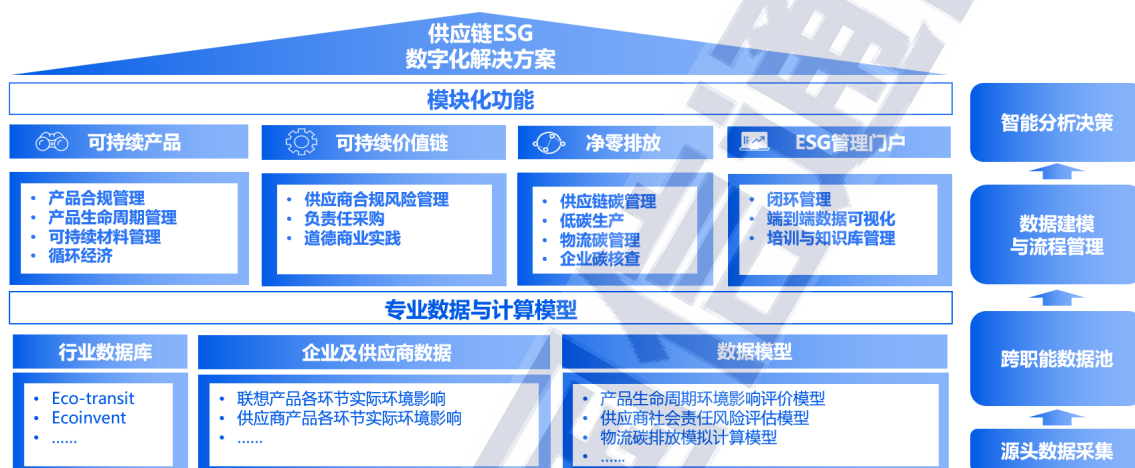 供应链ESG
数字化解决方案
模块化功能
可持续产品
产品合规管理
产品生命周期管理
可持续材料管理
循环经济
可持续价值链
供应商合规风险管理
负责任采购
道德商业实践
净零排放
供应链碳管理
低碳生产
物流碳管理
企业碳核查
ESG管理门户
闭环管理
端到端数据可视化
培训与知识库管理
专业数据与计算模型
行业数据库
Eco-transit
Ecoinvent
......
企业及供应商数据
联想产品各环节实际环境影响
供应商产品各环节实际环境影响
......
数据模型
产品生命周期环境影响评价模型
供应商社会责任风险评估模型
物流碳排放模拟计算模型
......
智能分析决策
数据建模
与流程管理
跨职能数据池
源头数据采集